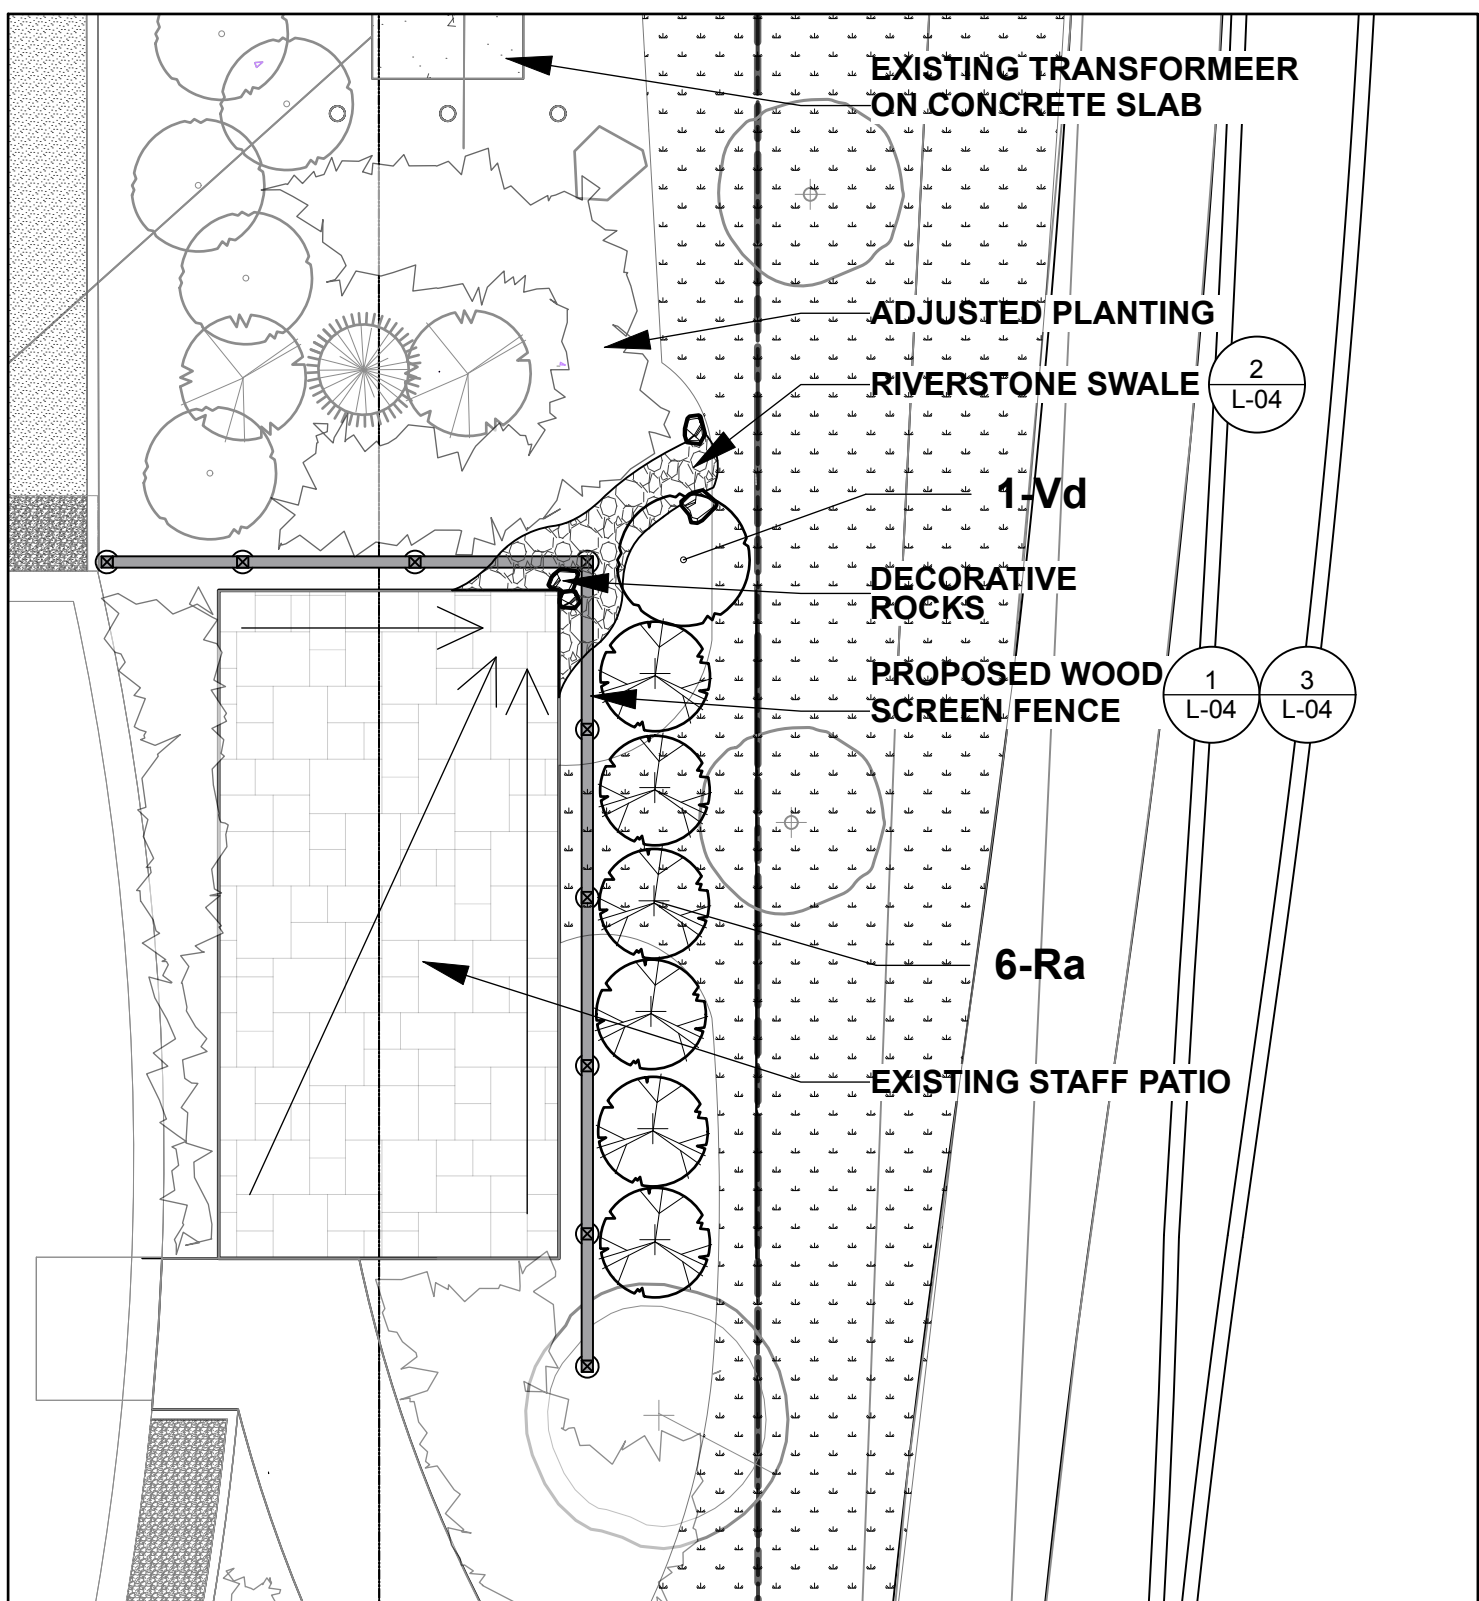 EXISTING TRANSFORMEER
ON CONCRETE SLAB
ADJUSTED PLANTING
RIVERSTONE SWALE
2
L-04
1-Vd
DECORATIVE
ROCKS
PROPOSED WOOD
SCREEN FENCE
1
L-04
3
L-04
6-Ra
EXISTING STAFF PATIO